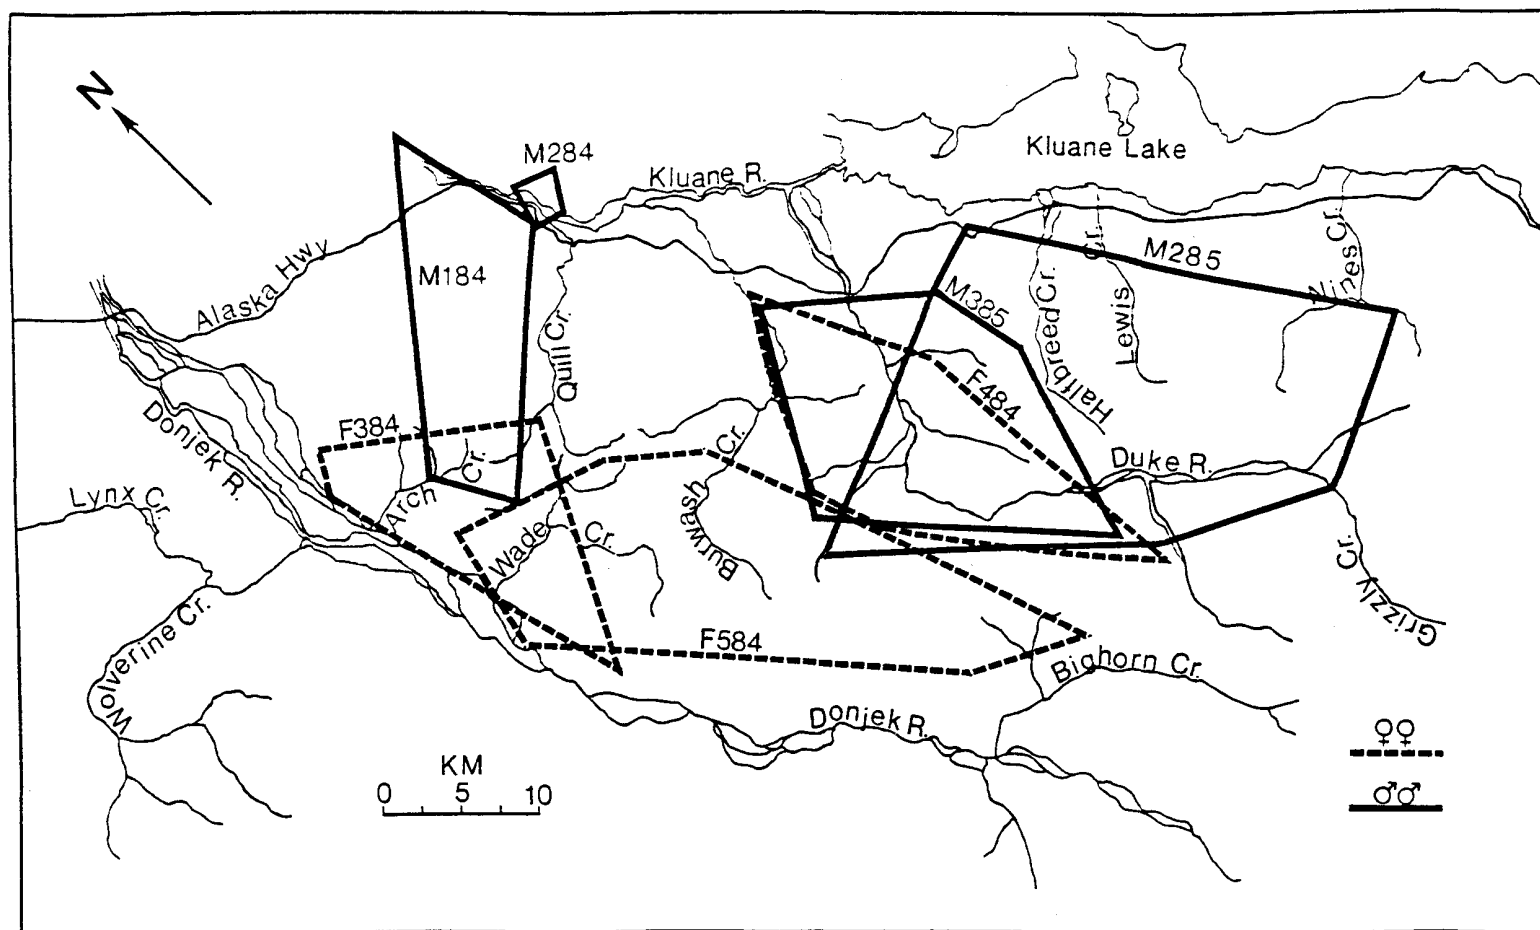 N
M284
Kluane R.
Kluane Lake
M184
Alaska Hwy
M285
Nines Cr.
M385
Halfbreed Cr.
Lewis Cr.
Quill Cr.
F384
F484
Donjek R.
Lynx Cr.
Arch Cr.
Duke R.
Burwash Cr.
Wade Cr.
Grizzly Cr.
Wolverine Cr.
F584
Bighorn Cr.
Donjek R.
♀♀
♂♂
KM
0 5 10